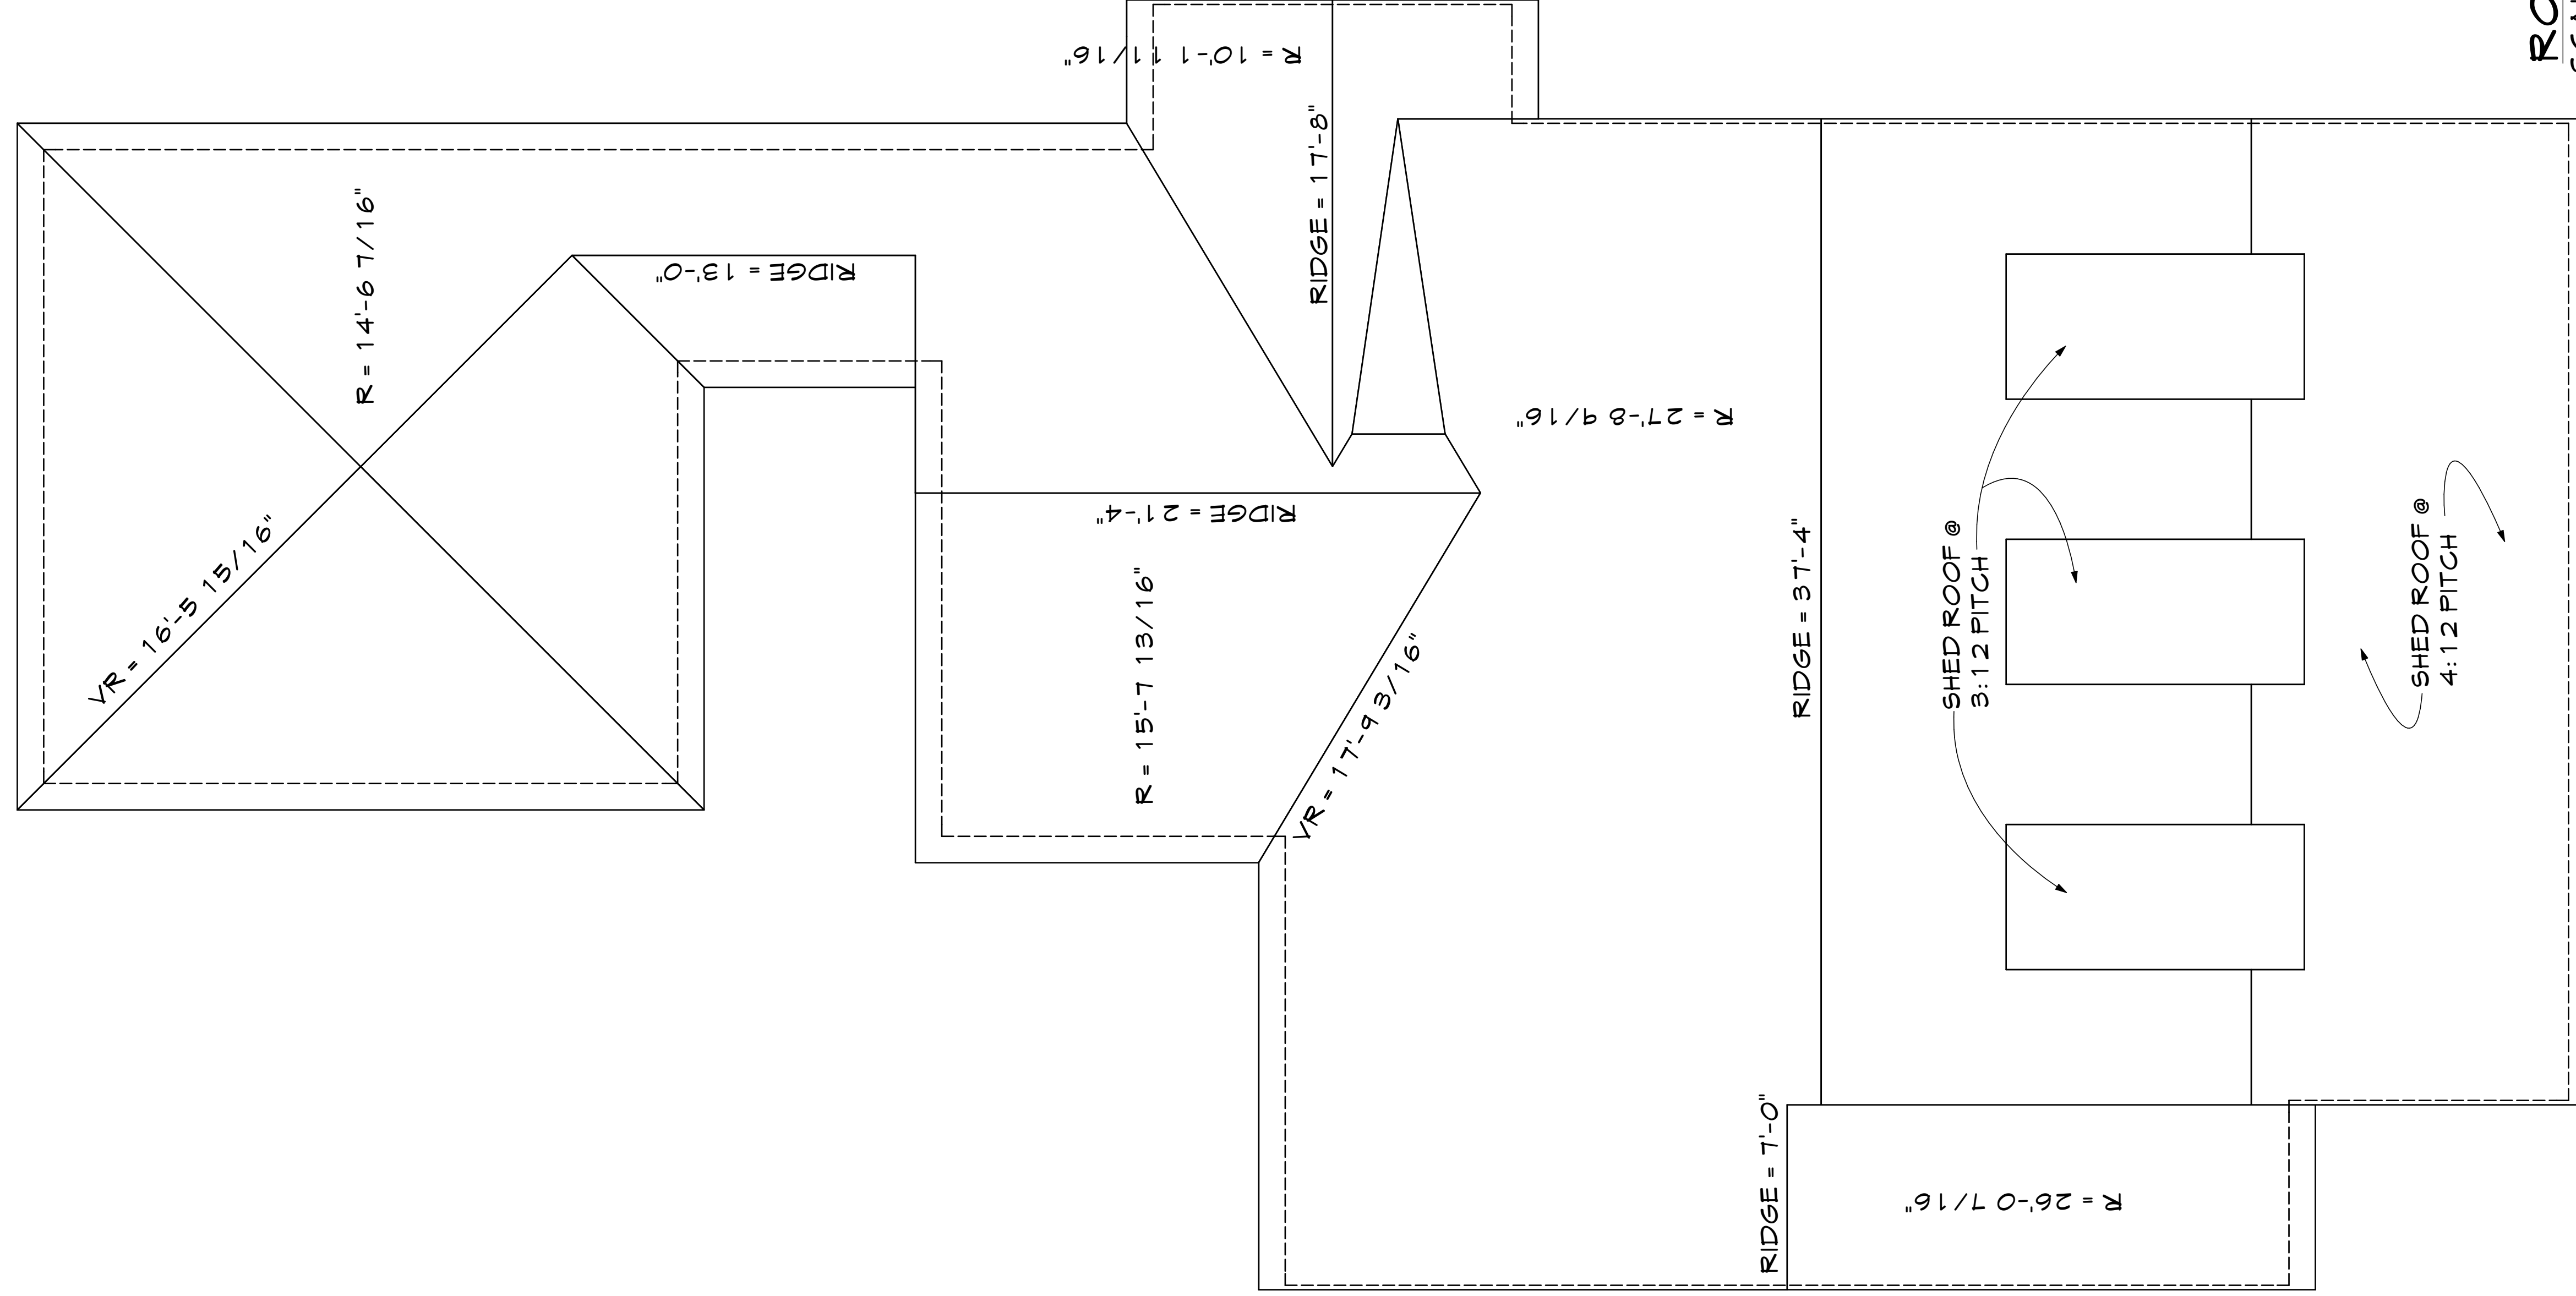 R = 10'-1 11/16"
RIDGE = 17'-8"
R = 14'-6 7/16"
RIDGE = 13'-0"
VR = 16'-5 15/16"
RIDGE = 21'-4"
R = 15'-7 13/16"
VR = 17'-9 3/16"
R = 27'-8 9/16"
RIDGE = 37'-4"
SHED ROOF @
3:12 PITCH
SHED ROOF @
4:12 PITCH
RIDGE = 7'-0"
R = 26'-0 7/16"
RO